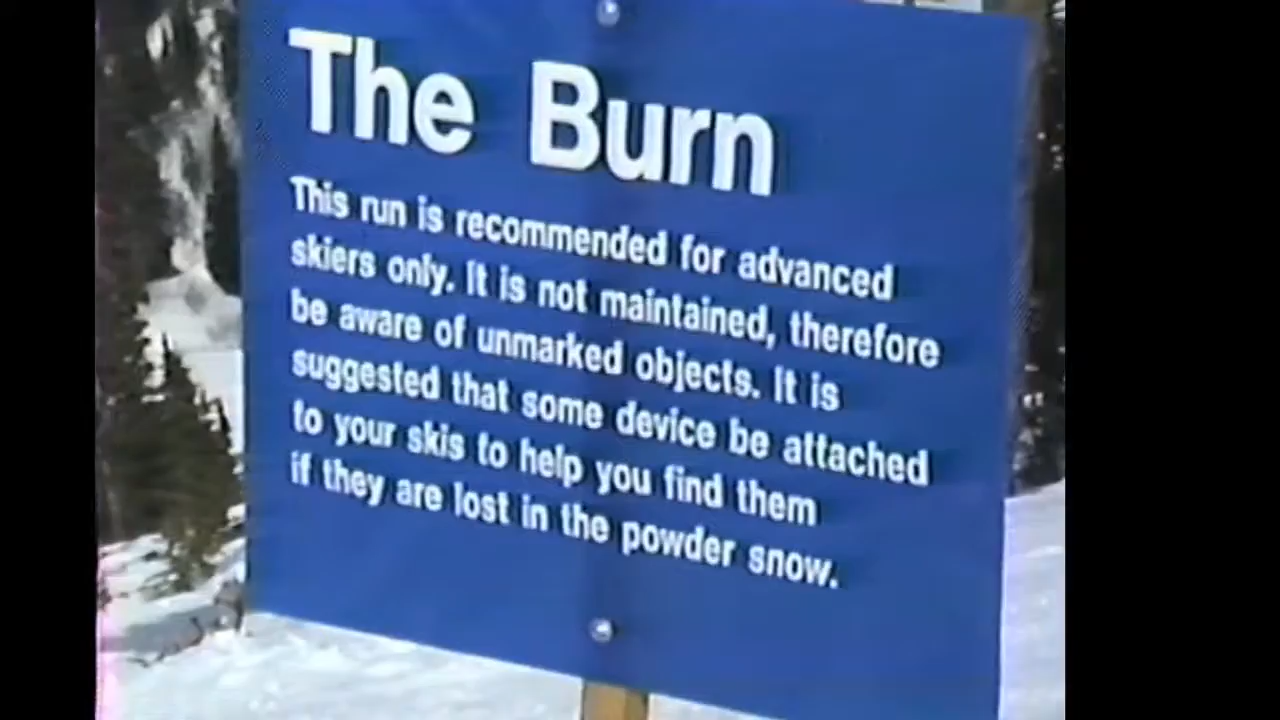 The Burn
This run is recommended for advanced
skiers only. It is not maintained, therefore
be aware of unmarked objects. It is
suggested that some device be attached
to your skis to help you find them
if they are lost in the powder snow.